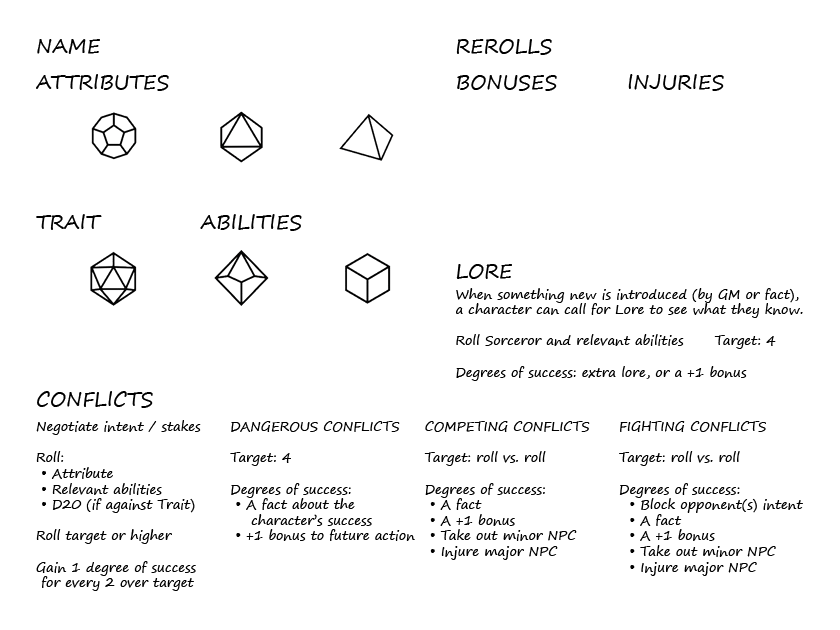 NAME
ATTRIBUTES
REROLLS
BONUSES
INJURIES
TRAIT
ABILITIES
LORE
When something new is introduced (by GM or fact),
a character can call for Lore to see what they know.
Roll Sorceror and relevant abilities Target: 4
Degrees of success: extra lore, or a +1 bonus
CONFLICTS
Negotiate intent / stakes
Roll:
• Attribute
• Relevant abilities
• D20 (if against Trait)
Roll target or higher
Gain 1 degree of success
for every 2 over target
DANGEROUS CONFLICTS
Target: 4
Degrees of success:
• A fact about the
character's success
• +1 bonus to future action
COMPETING CONFLICTS
Target: roll vs. roll
Degrees of success:
• A fact
• A +1 bonus
• Take out minor NPC
• Injure major NPC
FIGHTING CONFLICTS
Target: roll vs. roll
Degrees of success:
• Block opponent(s) intent
• A fact
• A +1 bonus
• Take out minor NPC
• Injure major NPC